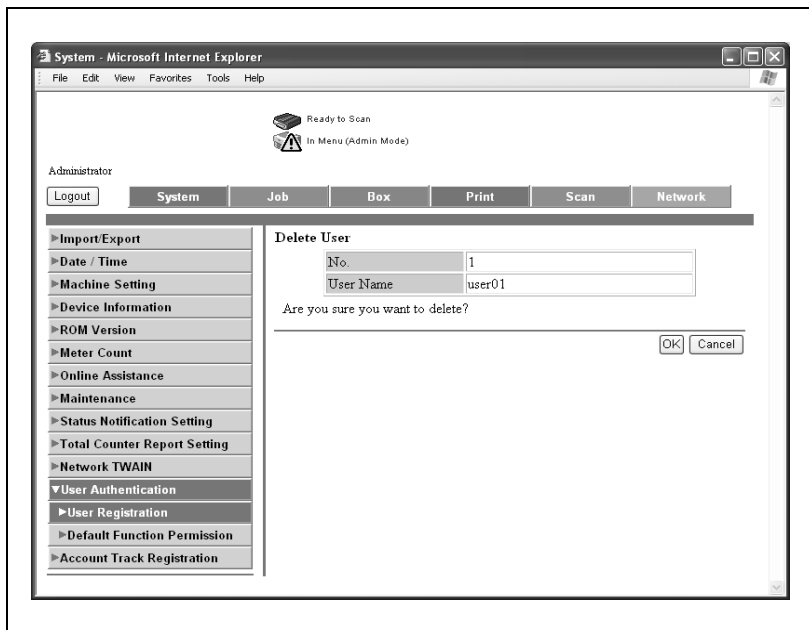 System - Microsoft Internet Explorer
File Edit View Favorites Tools Help
Ready to Scan
In Menu (Admin Mode)
Administrator
Logout System Job Box Print Scan Network
Import/Export
Date / Time
Machine Setting
Device Information
ROM Version
Meter Count
Online Assistance
Maintenance
Status Notification Setting
Total Counter Report Setting
Network TWAIN
User Authentication
User Registration
Default Function Permission
Account Track Registration
Delete User
No. 1
User Name user01
Are you sure you want to delete?
OK Cancel